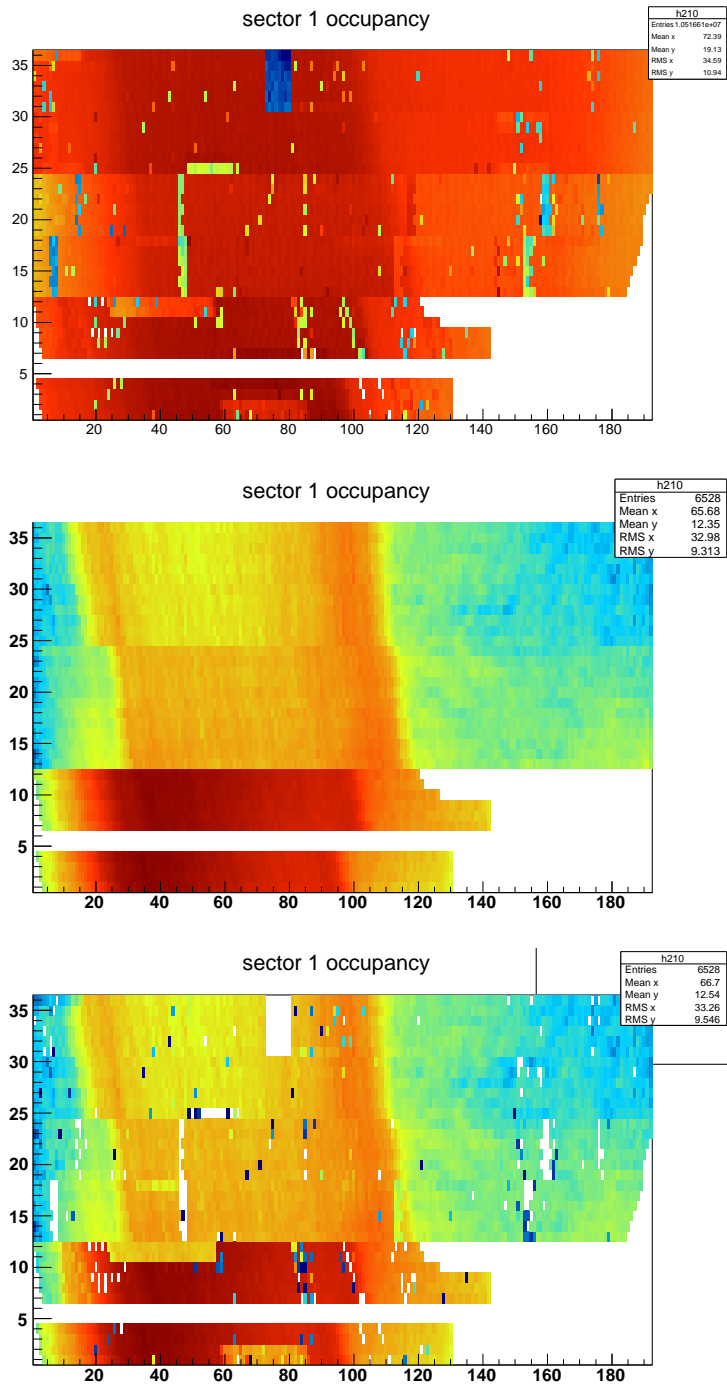 sector 1 occupancy
h210
Entries 1.051661e+07
Mean x 72.39
Mean y 19.13
RMS x 34.59
RMS y 10.94
35
30
25
20
15
10
5
20 40 60 80 100 120 140 160 180
sector 1 occupancy
h210
Entries 6528
Mean x 65.68
Mean y 12.35
RMS x 32.98
RMS y 9.313
35
30
25
20
15
10
5
20 40 60 80 100 120 140 160 180
sector 1 occupancy
h210
Entries 6528
Mean x 66.7
Mean y 12.54
RMS x 33.26
RMS y 9.546
35
30
25
20
15
10
5
20 40 60 80 100 120 140 160 180